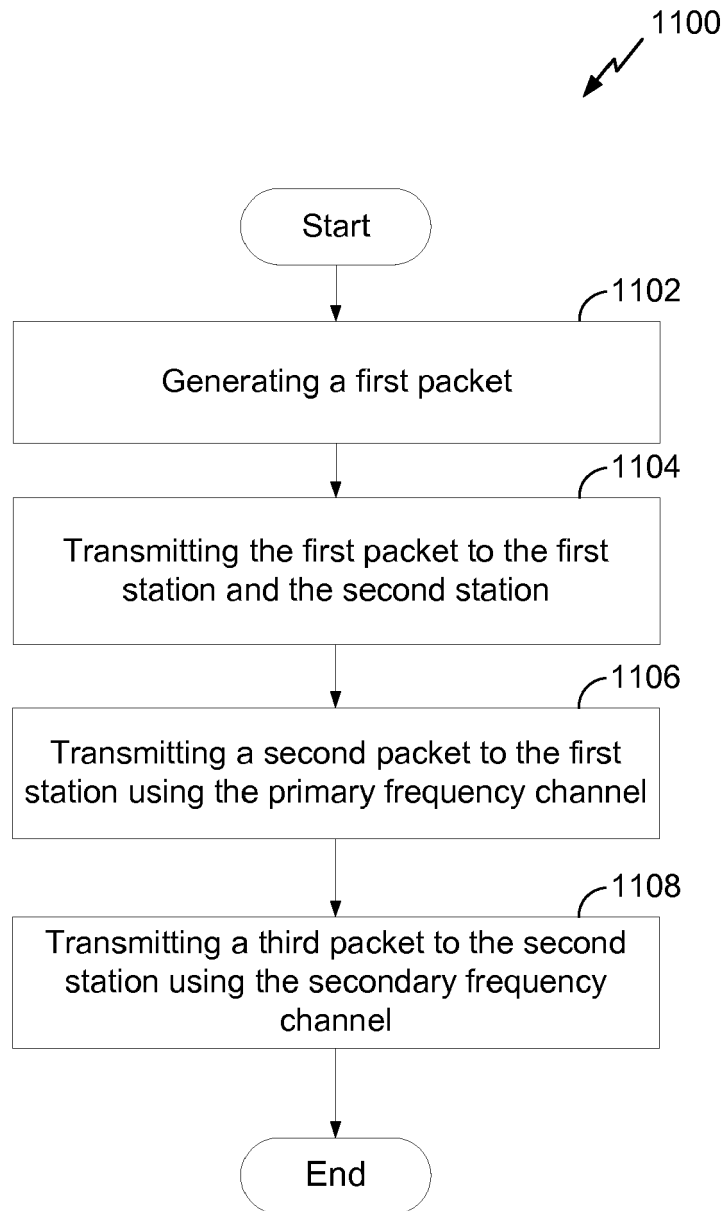 1100
Start
1102
Generating a first packet
1104
Transmitting the first packet to the first
station and the second station
1106
Transmitting a second packet to the first
station using the primary frequency channel
1108
Transmitting a third packet to the second
station using the secondary frequency
channel
End